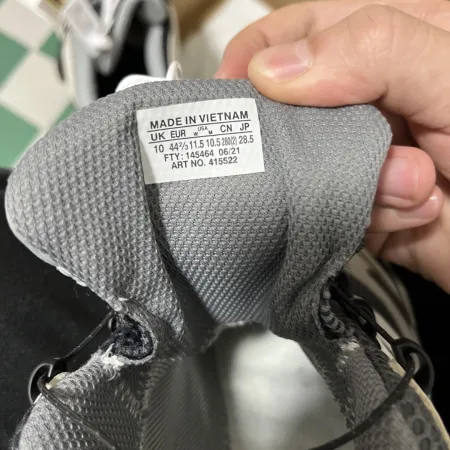 MADE IN VIETNAM
UK EUR W USA M CN JP
10 44⅔ 11.5 10.5 280(2) 28.5
FTY: 145464 06/21
ART NO. 415522